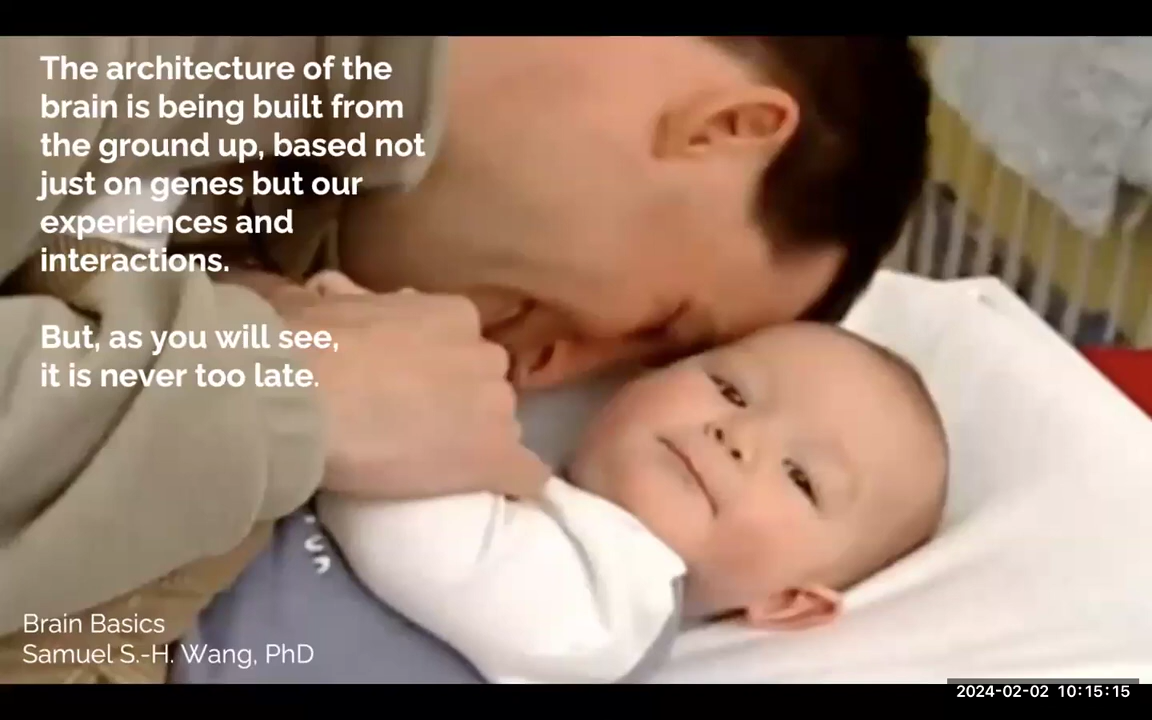 The architecture of the
brain is being built from
the ground up, based not
just on genes but our
experiences and
interactions.
But, as you will see,
it is never too late.
Brain Basics
Samuel S.-H. Wang, PhD
2024-02-02 10:15:15